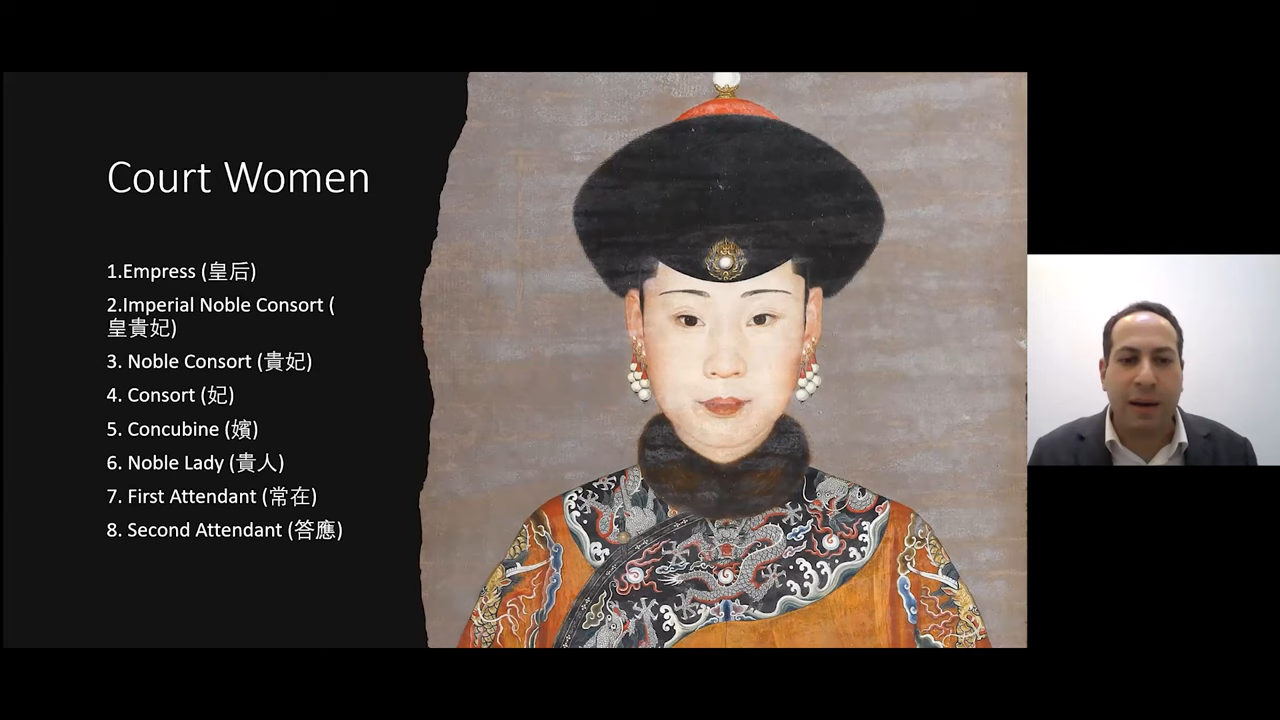 Court Women
1.Empress (皇后)
2.Imperial Noble Consort (
皇貴妃)
3. Noble Consort (貴妃)
4. Consort (妃)
5. Concubine (嬪)
6. Noble Lady (貴人)
7. First Attendant (常在)
8. Second Attendant (答應)